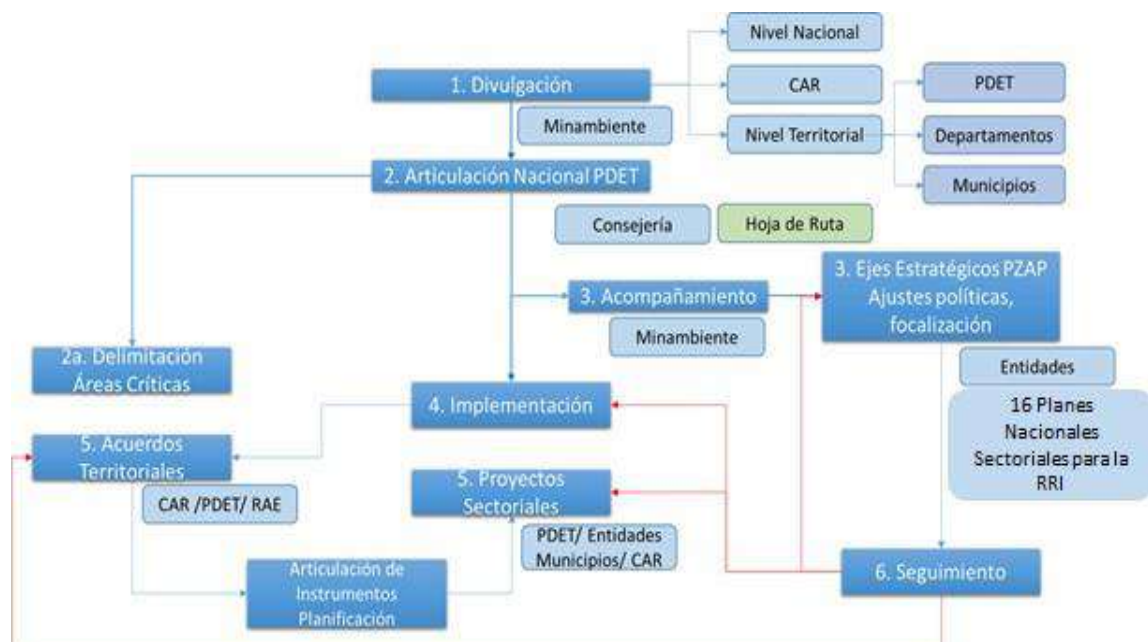 Nivel Nacional
1. Divulgación
CAR
PDET
Minambiente
Nivel Territorial
Departamentos
2. Articulación Nacional PDET
Municipios
Consejería
Hoja de Ruta
3. Acompañamiento
3. Ejes Estratégicos PZAP
Ajustes políticas,
focalización
Minambiente
2a. Delimitación
Áreas Críticas
Entidades
4. Implementación
16 Planes
Nacionales
Sectoriales para la
RRI
5. Acuerdos
Territoriales
CAR /PDET/ RAE
5. Proyectos
Sectoriales
PDET/ Entidades
Municipios/ CAR
Articulación de
Instrumentos
Planificación
6. Seguimiento